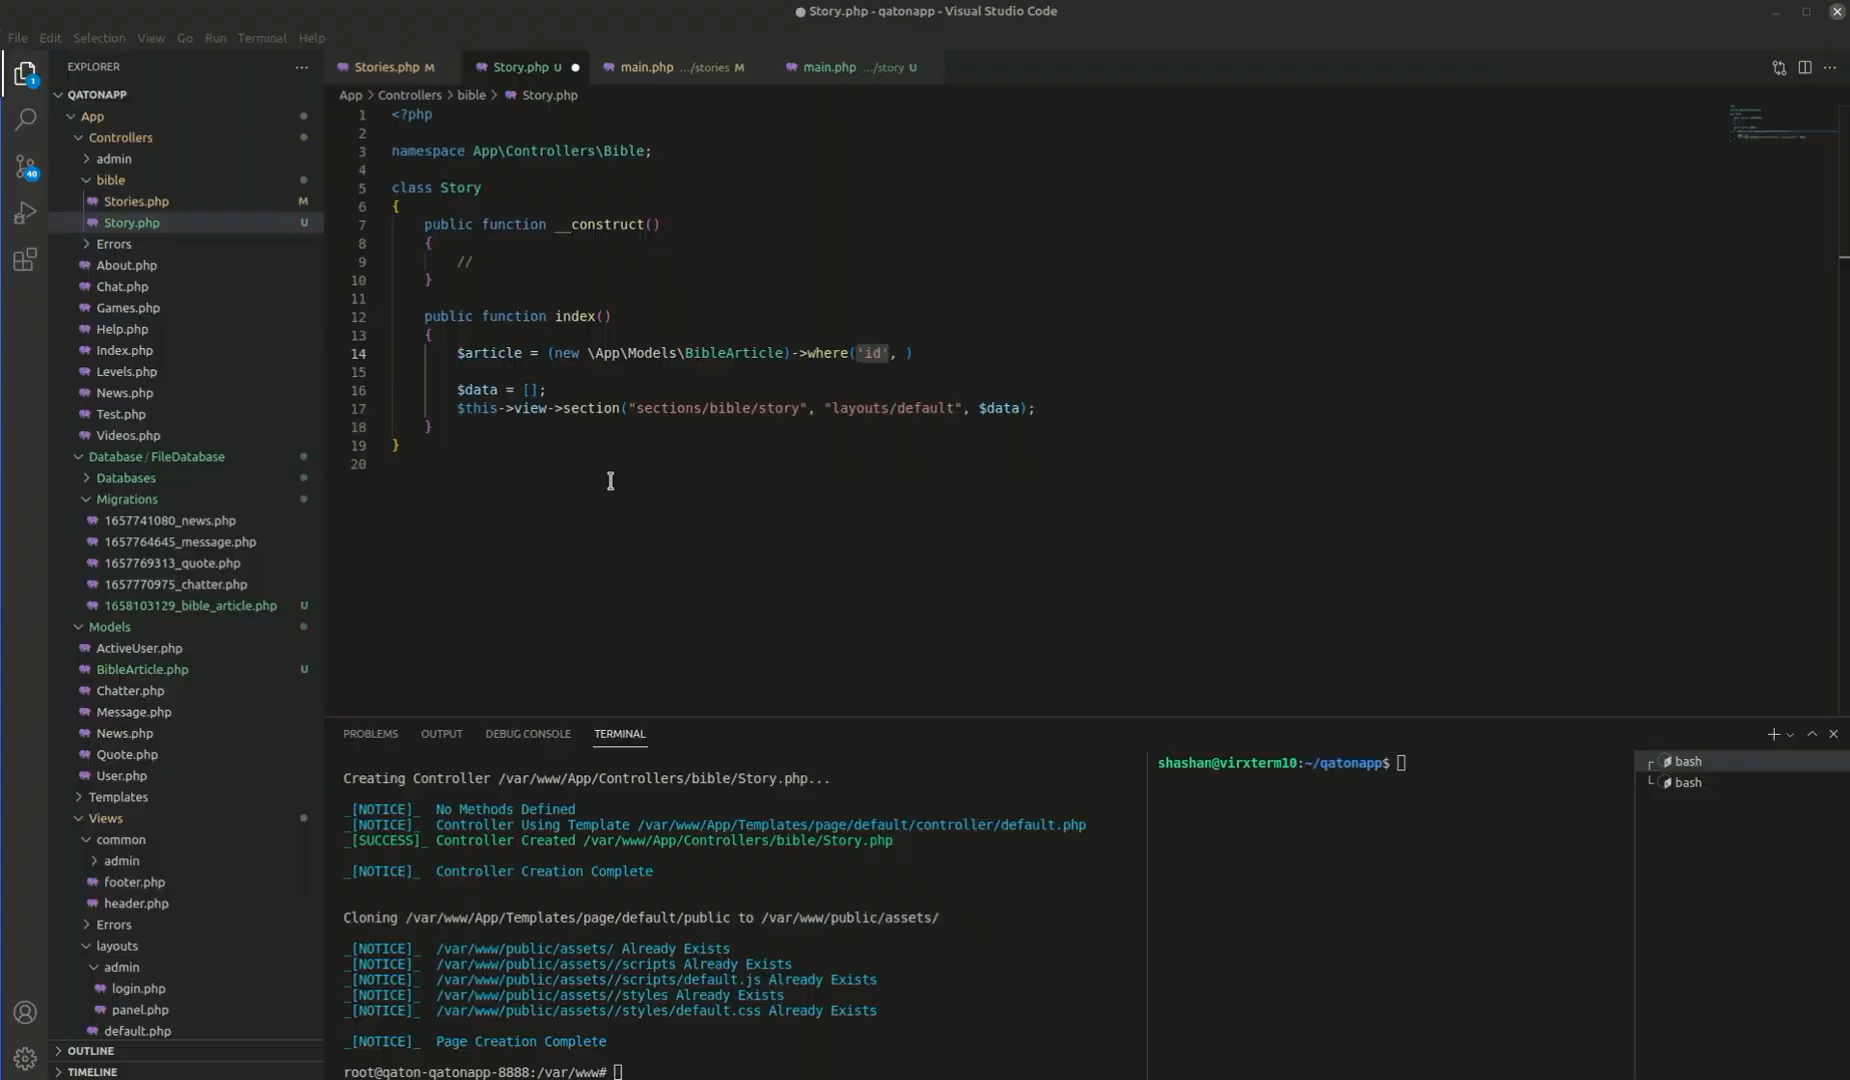 Story.php - qatonapp - Visual Studio Code
File Edit Selection View Go Run Terminal Help
1
40
EXPLORER
QATONAPP
App
Controllers
admin
bible
Stories.php M
Story.php U
Errors
About.php
Chat.php
Games.php
Help.php
Index.php
Levels.php
News.php
Test.php
Videos.php
Database / FileDatabase
Databases
Migrations
1657741080_news.php
1657764645_message.php
1657769313_quote.php
1657770975_chatter.php
1658103129_bible_article.php U
Models
ActiveUser.php
BibleArticle.php U
Chatter.php
Message.php
News.php
Quote.php
User.php
Templates
Views
common
admin
footer.php
header.php
Errors
layouts
admin
login.php
panel.php
default.php
OUTLINE
TIMELINE
Stories.php M Story.php U main.php .../stories M main.php .../story U
App > Controllers > bible > Story.php
1 <?php
2
3 namespace App\Controllers\Bible;
4
5 class Story
6 {
7 public function __construct()
8 {
9 //
10 }
11
12 public function index()
13 {
14 $article = (new \App\Models\BibleArticle)->where('id', )
15
16 $data = [];
17 $this->view->section("sections/bible/story", "layouts/default", $data);
18 }
19 }
20
PROBLEMS OUTPUT DEBUG CONSOLE TERMINAL
Creating Controller /var/www/App/Controllers/bible/Story.php...
_[NOTICE]_ No Methods Defined
_[NOTICE]_ Controller Using Template /var/www/App/Templates/page/default/controller/default.php
_[SUCCESS]_ Controller Created /var/www/App/Controllers/bible/Story.php
_[NOTICE]_ Controller Creation Complete
Cloning /var/www/App/Templates/page/default/public to /var/www/public/assets/
_[NOTICE]_ /var/www/public/assets/ Already Exists
_[NOTICE]_ /var/www/public/assets//scripts Already Exists
_[NOTICE]_ /var/www/public/assets//scripts/default.js Already Exists
_[NOTICE]_ /var/www/public/assets//styles Already Exists
_[NOTICE]_ /var/www/public/assets//styles/default.css Already Exists
_[NOTICE]_ Page Creation Complete
root@qaton-qatonapp-8888:/var/www#
shashan@virxterm10:~/qatonapp$
bash
bash